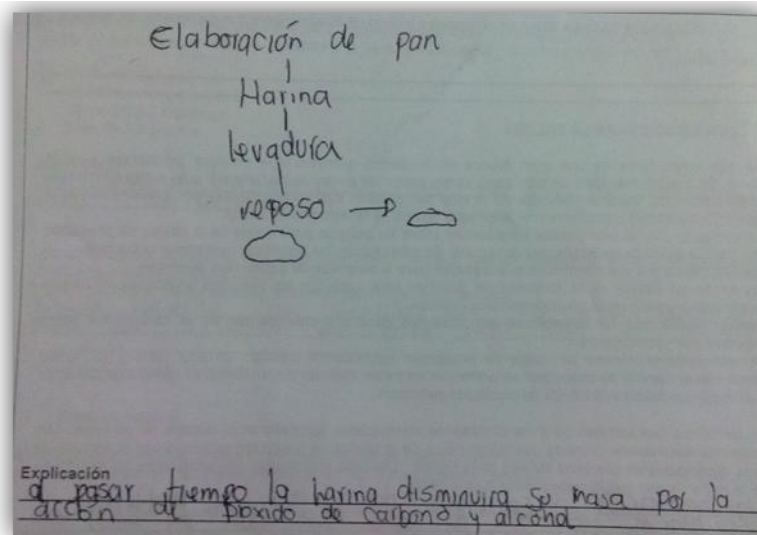 Elaboración de pan
Harina
levadura
reposo
Explicación
al pasar tiempo la harina disminuira su masa por la
acción de Dioxido de carbono y alcohol